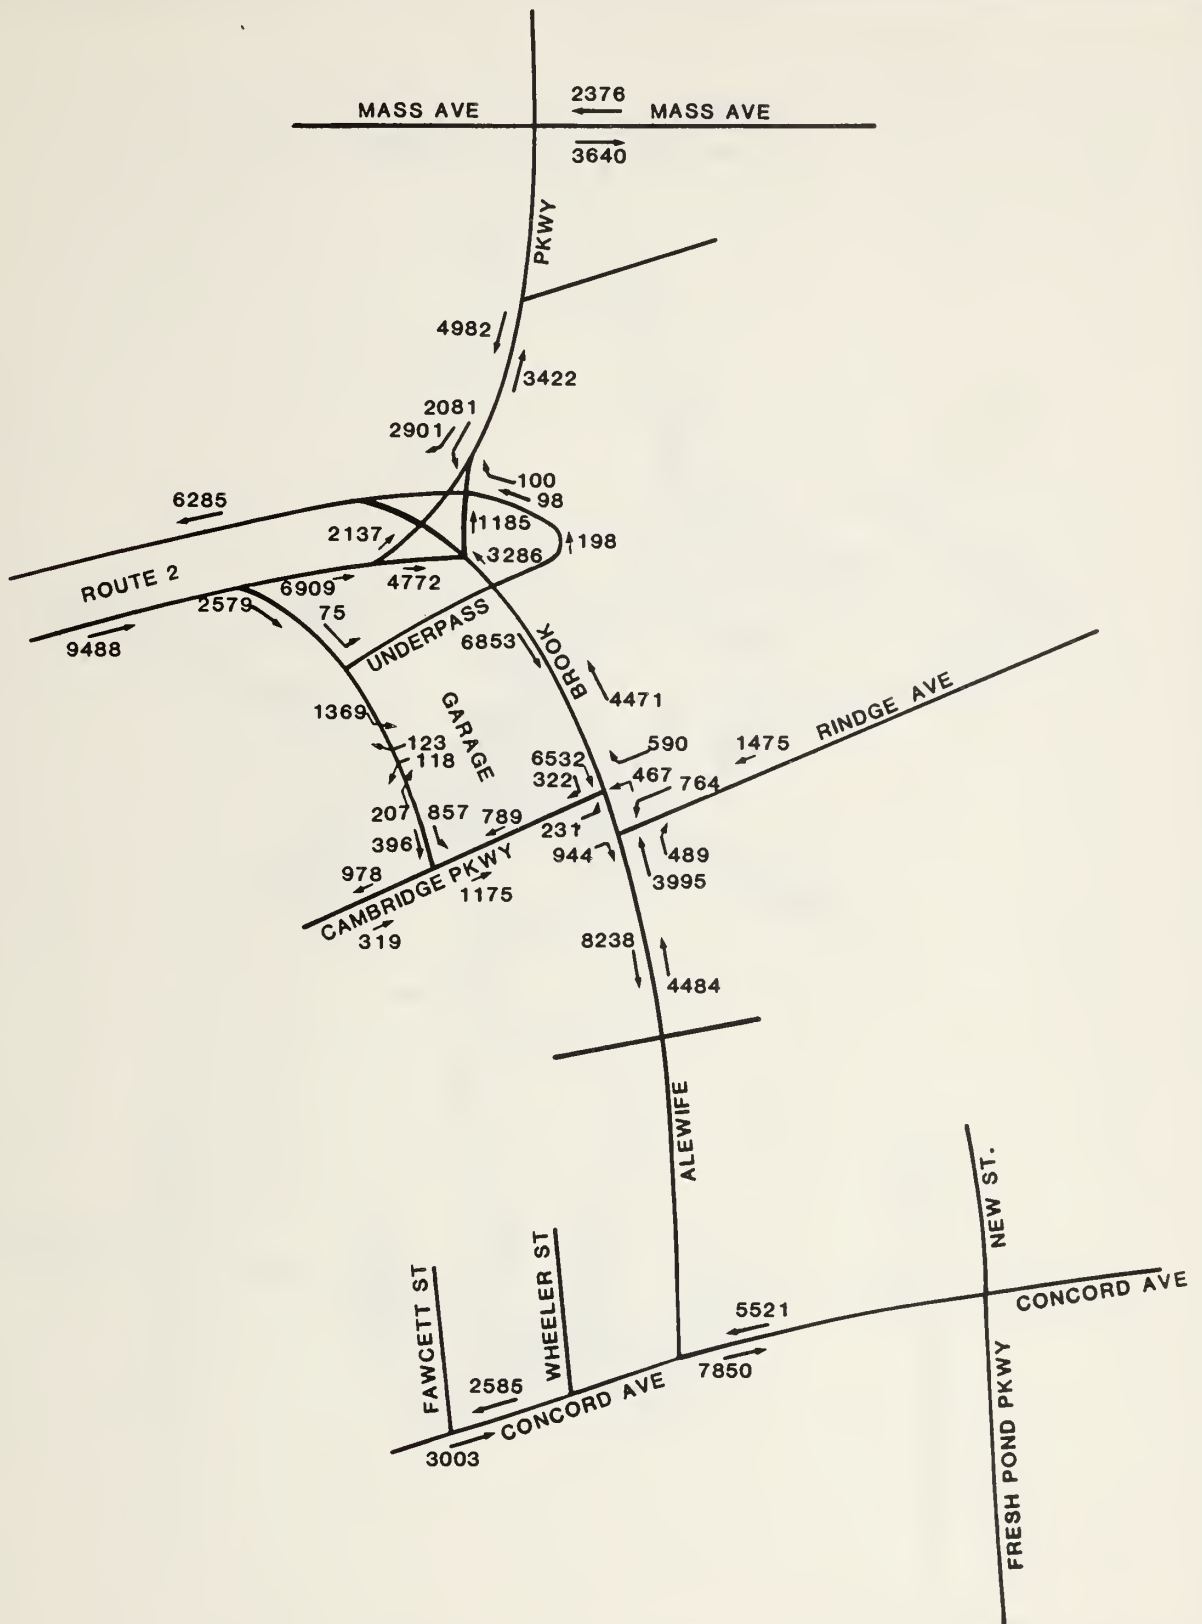 2376
MASS AVE
MASS AVE
3640
PKWY
4982
3422
2081
2901
100
98
6285
1185
2137
198
3286
ROUTE 2
6909
4772
2579
75
UNDERPASS
9488
6853
BROOK
4471
GARAGE
RINDGE AVE
1369
123
118
590
1475
6532
467
322
764
207
857
789
231
396
944
489
978
CAMBRIDGE PKWY
3995
1175
319
8238
4484
ALEWIFE
NEW ST.
FAWCETT ST
WHEELER ST
5521
CONCORD AVE
7850
2585
CONCORD AVE
3003
FRESH POND PKWY